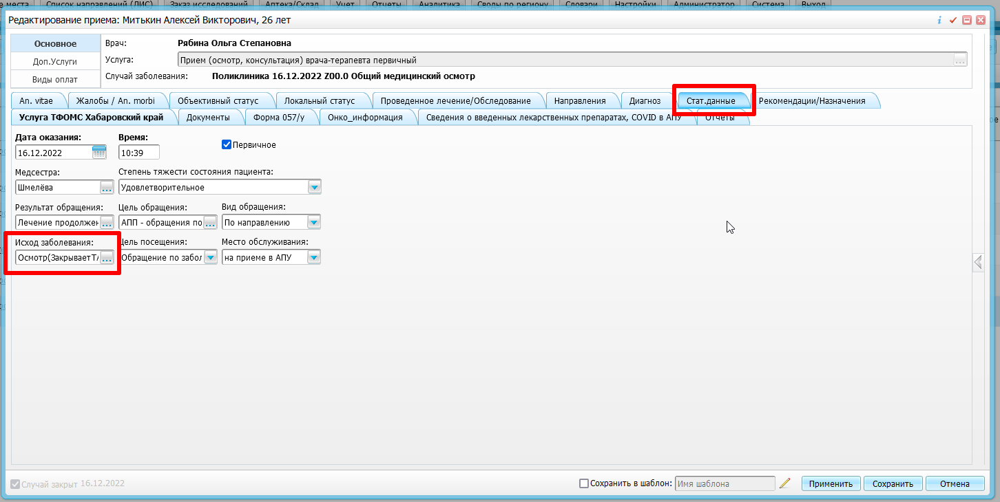 Список направлений (ЛИС) Заказ исследований Аптека/Склад Учет Отчеты Аналитика Своды по региону Словари Настройки Администратор Система Выход
Редактирование приема: Митькин Алексей Викторович, 26 лет
Основное
Доп.Услуги
Виды оплат
Врач: Рябина Ольга Степановна
Услуга: Прием (осмотр, консультация) врача-терапевта первичный ...
Случай заболевания: Поликлиника 16.12.2022 Z00.0 Общий медицинский осмотр
An. vitae Жалобы / An. morbi Объективный статус Локальный статус Проведенное лечение/Обследование Направления Диагноз Стат.данные Рекомендации/Назначения
Услуга ТФОМС Хабаровский край Документы Форма 057/у Онко_информация Сведения о введенных лекарственных препаратах, COVID в АПУ Отчеты
Дата оказания: Время:
16.12.2022 10:39 Первичное
Медсестра: Степень тяжести состояния пациента:
Шмелёва ... Удовлетворительное
Результат обращения: Цель обращения: Вид обращения:
Лечение продолжен ... АПП - обращения по ... По направлению
Исход заболевания: Цель посещения: Место обслуживания:
Осмотр(ЗакрываетТА ... Обращение по забол на приеме в АПУ
Случай закрыт 16.12.2022 Сохранить в шаблон: Имя шаблона Применить Сохранить Отмена